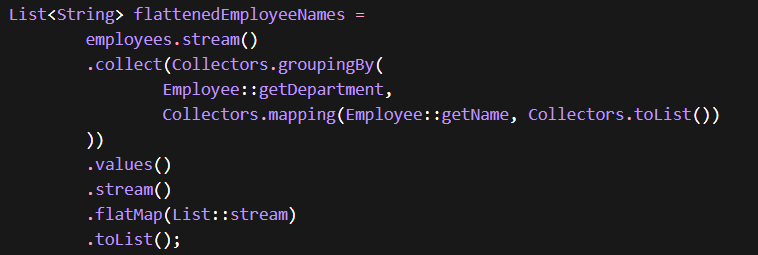 List<String> flattenedEmployeeNames =
        employees.stream()
        .collect(Collectors.groupingBy(
                Employee::getDepartment,
                Collectors.mapping(Employee::getName, Collectors.toList())
        ))
        .values()
        .stream()
        .flatMap(List::stream)
        .toList();